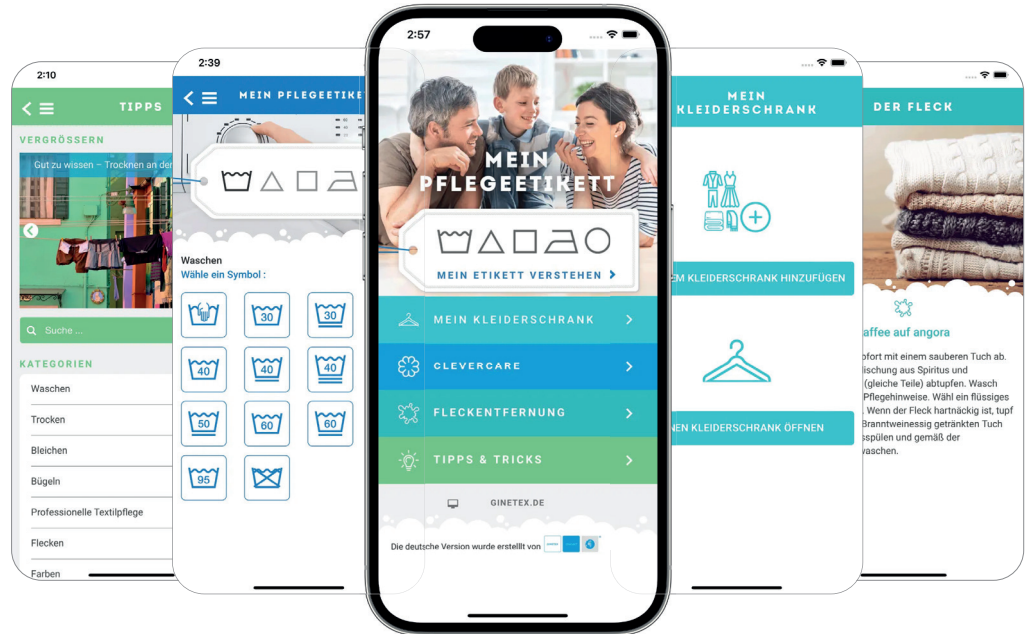 2:10
TIPPS
VERGRÖSSERN
Gut zu wissen – Trocknen an der
Suche ...
KATEGORIEN
Waschen
Trocken
Bleichen
Bügeln
Professionelle Textilpflege
Flecken
Farben
2:39
MEIN PFLEGEETIKE
Waschen
Wähle ein Symbol :
30
30
40
40
40
50
60
60
95
2:57
MEIN
PFLEGEETIKETT
MEIN ETIKETT VERSTEHEN
MEIN KLEIDERSCHRANK
CLEVERCARE
FLECKENTFERNUNG
TIPPS & TRICKS
GINETEX.DE
Die deutsche Version wurde erstelllt von
MEIN
KLEIDERSCHRANK
EM KLEIDERSCHRANK HINZUFÜGEN
NEN KLEIDERSCHRANK ÖFFNEN
DER FLECK
affee auf angora
ofort mit einem sauberen Tuch ab.
ischung aus Spiritus und
(gleiche Teile) abtupfen. Wasch
Pflegehinweise. Wähl ein flüssiges
. Wenn der Fleck hartnäckig ist, tupf
Branntweinessig getränkten Tuch
sspülen und gemäß der
waschen.